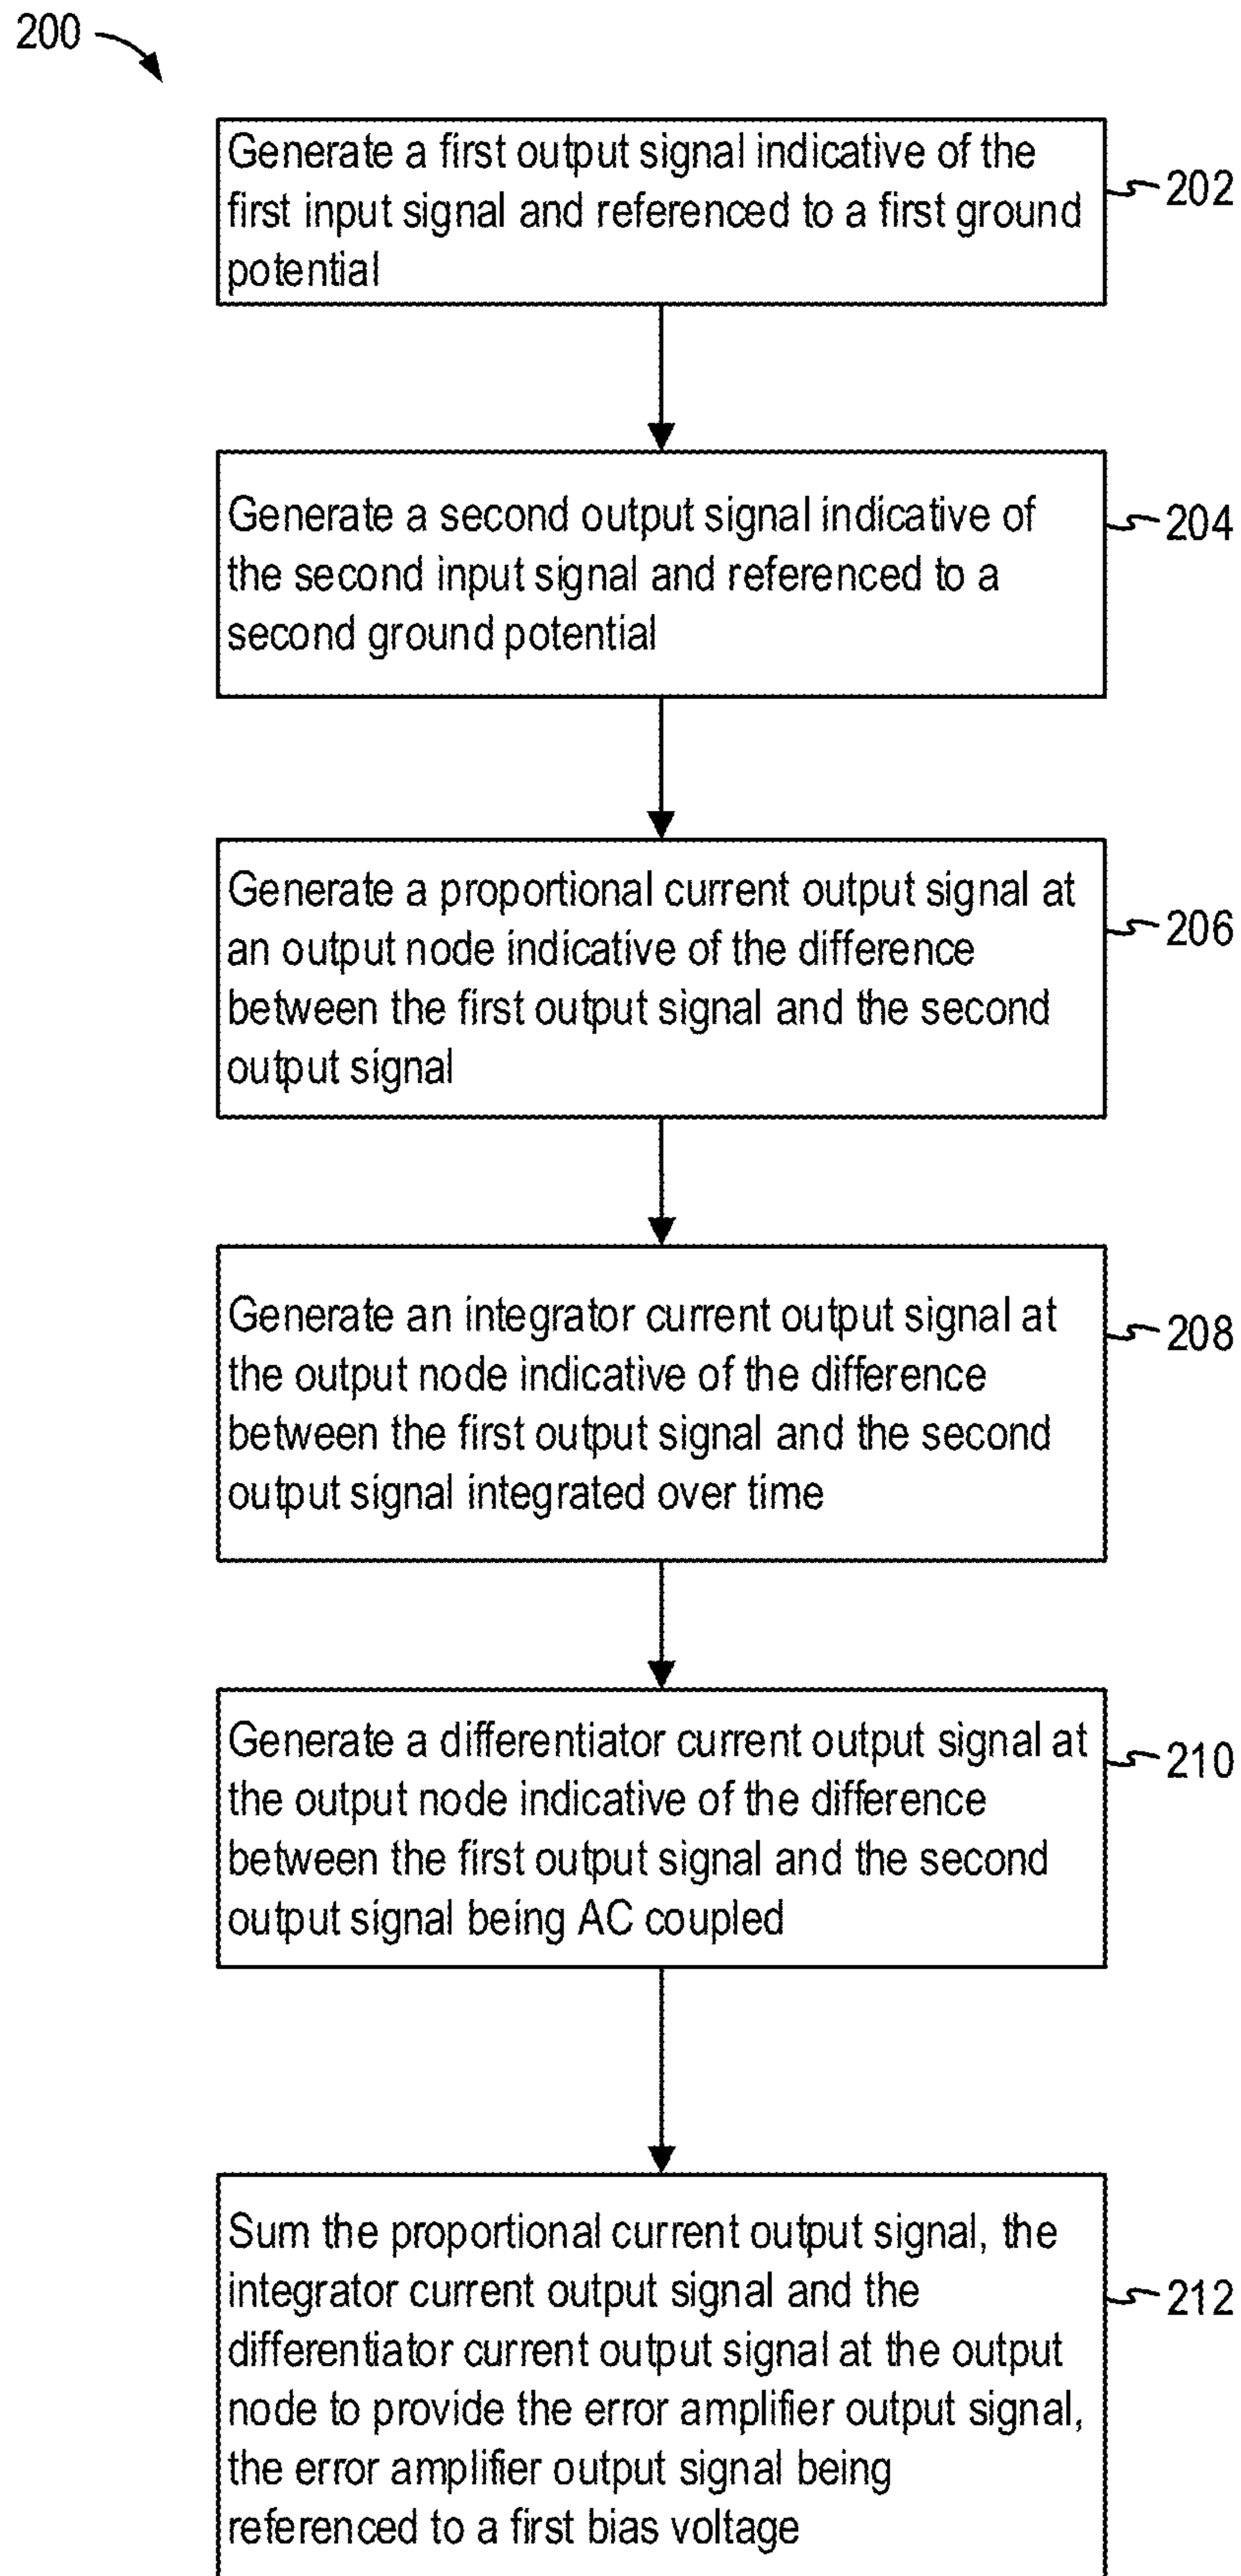 200
Generate a first output signal indicative of the
first input signal and referenced to a first ground
potential
202
Generate a second output signal indicative of
the second input signal and referenced to a
second ground potential
204
Generate a proportional current output signal at
an output node indicative of the difference
between the first output signal and the second
output signal
206
Generate an integrator current output signal at
the output node indicative of the difference
between the first output signal and the second
output signal integrated over time
208
Generate a differentiator current output signal at
the output node indicative of the difference
between the first output signal and the second
output signal being AC coupled
210
Sum the proportional current output signal, the
integrator current output signal and the
differentiator current output signal at the output
node to provide the error amplifier output signal,
the error amplifier output signal being
referenced to a first bias voltage
212